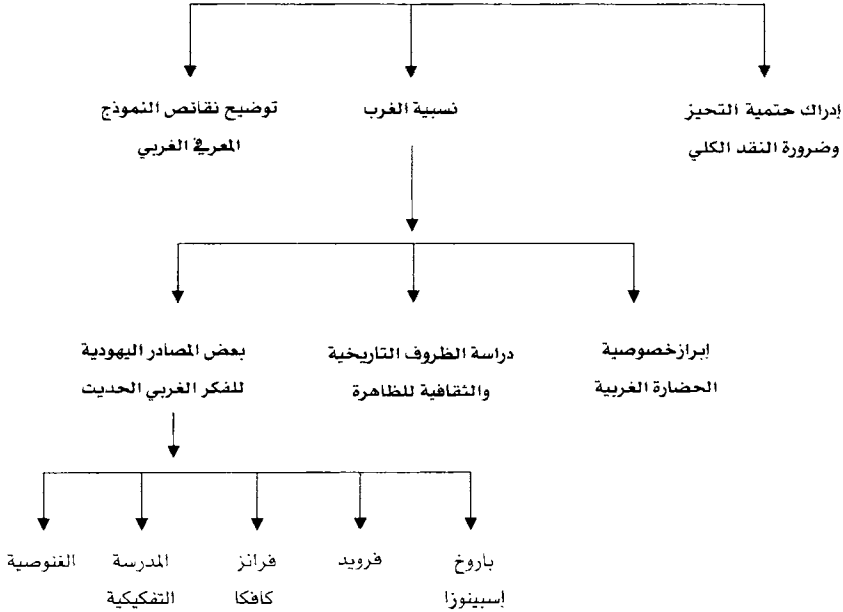 إدراك حتمية التحيز
وضرورة النقد الكلي
نسبية الغرب
توضيح نقائص النموذج
المعرفي الغربي
إبرازخصوصية
الحضارة الغربية
دراسة الظروف التاريخية
والثقافية للظاهرة
بعض المصادر اليهودية
للفكر الغربي الحديث
باروخ
إسبينوزا
فرويد
فرانز
كافكا
المدرسة
التفكيكية
الغنوصية